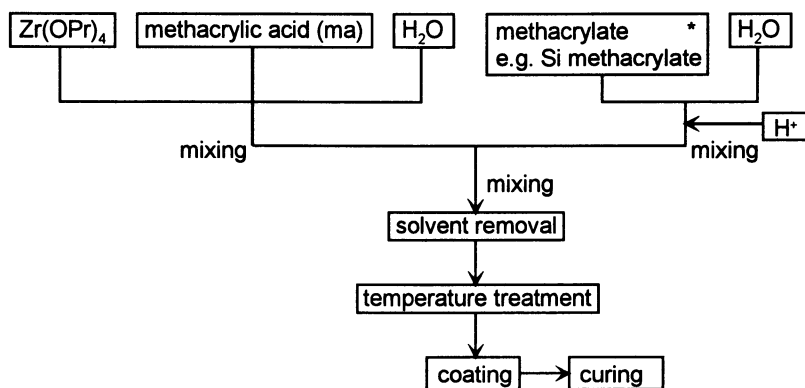 Zr(OPr)₄
methacrylic acid (ma)
H₂O
methacrylate *
e.g. Si methacrylate
H₂O
H⁺
mixing
mixing
mixing
solvent removal
temperature treatment
coating
curing